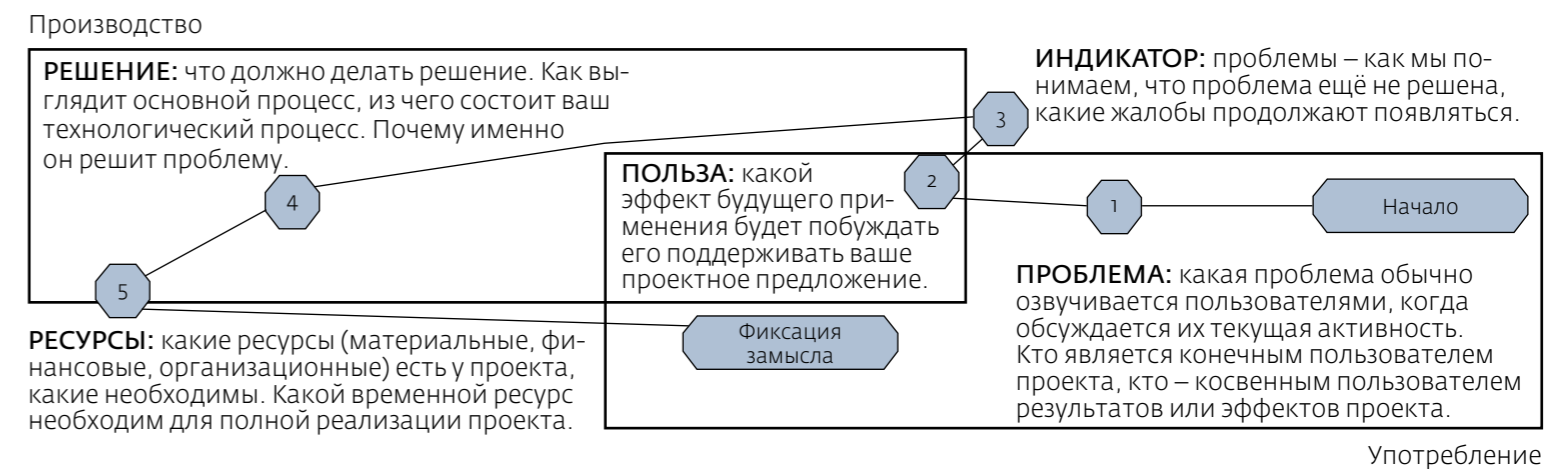 Производство
РЕШЕНИЕ: что должно делать решение. Как вы-
глядит основной процесс, из чего состоит ваш
технологический процесс. Почему именно
он решит проблему.
ИНДИКАТОР: проблемы – как мы по-
нимаем, что проблема ещё не решена,
какие жалобы продолжают появляться.
3
ПОЛЬЗА: какой
эффект будущего при-
менения будет побуждать
его поддерживать ваше
проектное предложение.
2
1
Начало
4
5
ПРОБЛЕМА: какая проблема обычно
озвучивается пользователями, когда
обсуждается их текущая активность.
Кто является конечным пользователем
проекта, кто – косвенным пользователем
результатов или эффектов проекта.
Фиксация
замысла
РЕСУРСЫ: какие ресурсы (материальные, фи-
нансовые, организационные) есть у проекта,
какие необходимы. Какой временной ресурс
необходим для полной реализации проекта.
Употребление